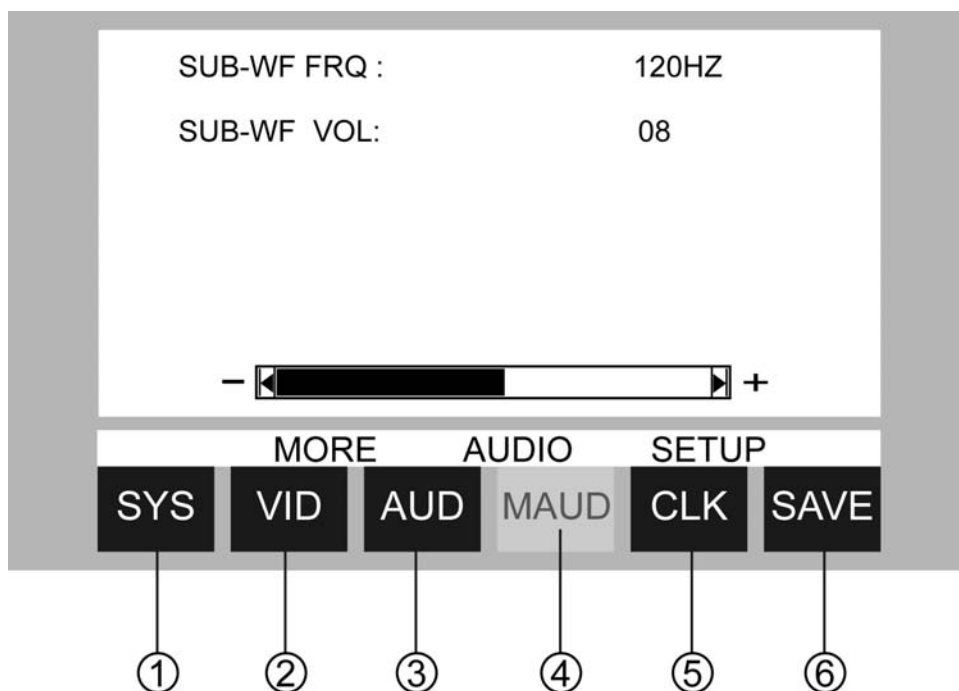 SUB-WF FRQ : 120HZ
SUB-WF VOL: 08
- +
MORE AUDIO SETUP
SYS VID AUD MAUD CLK SAVE
① ② ③ ④ ⑤ ⑥